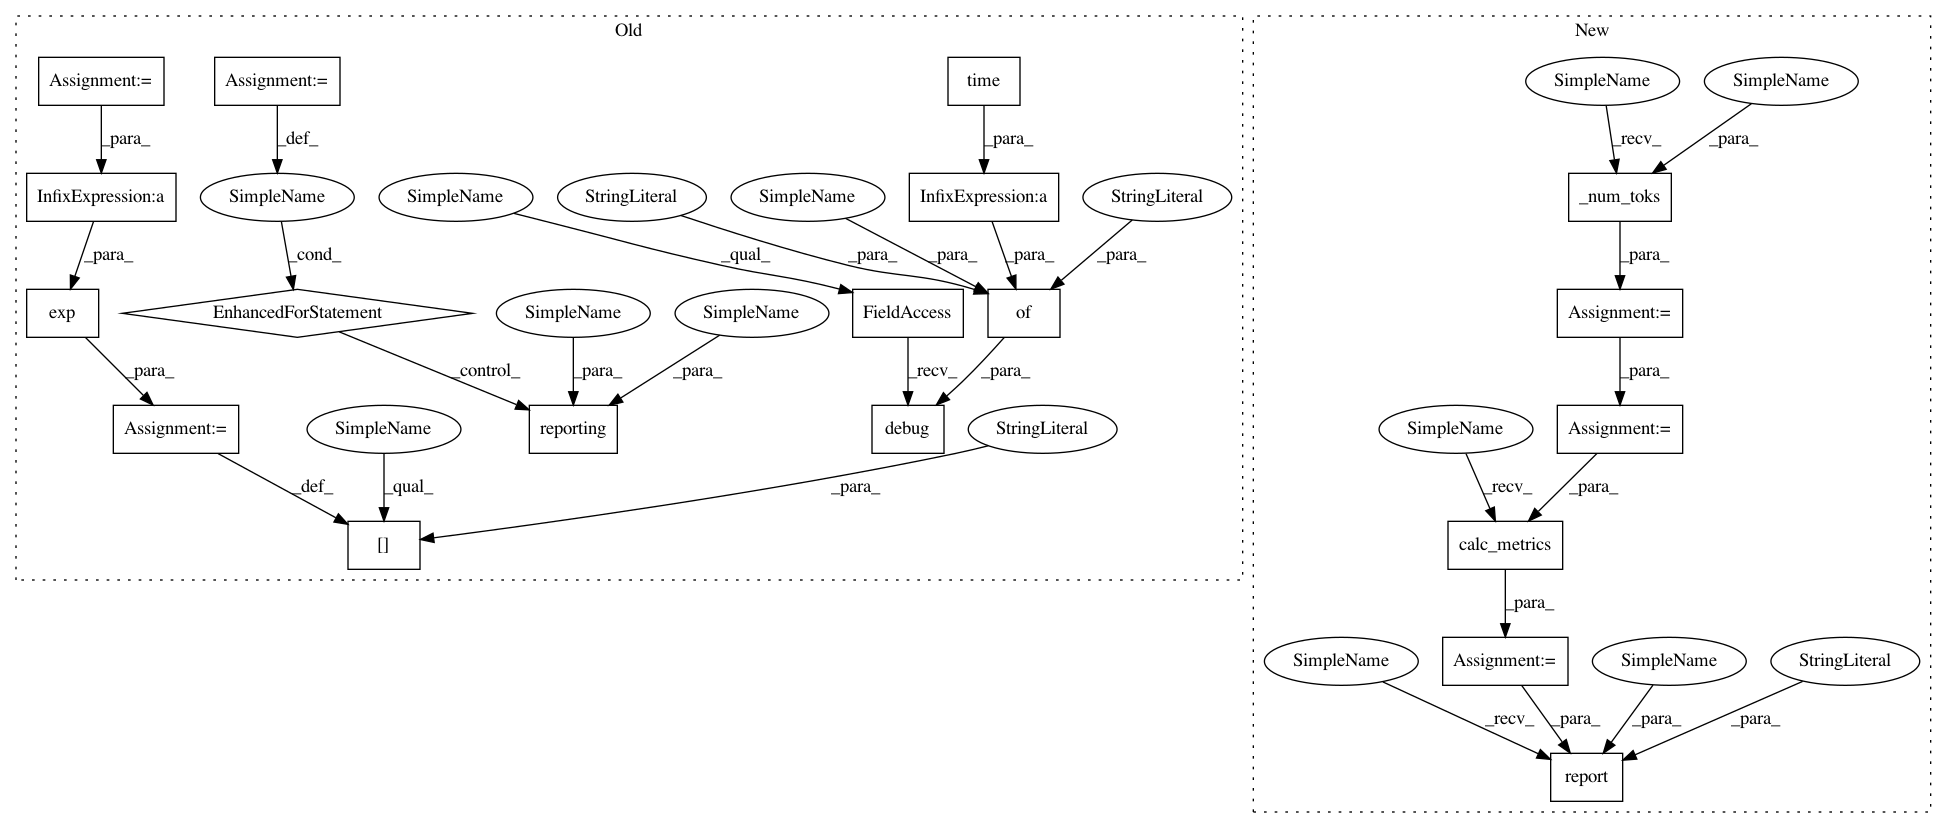 Old
New
Assignment:=
Assignment:=
time
SimpleName
SimpleName
_para_
_def_
_para_
_recv_
_para_
InfixExpression:a
SimpleName
SimpleName
StringLiteral
SimpleName
InfixExpression:a
StringLiteral
_num_toks
_para_
_cond_
_qual_
_para_
_para_
_para_
_para_
_para_
exp
EnhancedForStatement
SimpleName
SimpleName
FieldAccess
of
Assignment:=
_para_
_control_
_para_
_para_
_recv_
_para_
_para_
Assignment:=
SimpleName
reporting
debug
StringLiteral
SimpleName
Assignment:=
_def_
_qual_
_para_
_recv_
_para_
[]
calc_metrics
_para_
SimpleName
Assignment:=
SimpleName
StringLiteral
_recv_
_para_
_para_
_para_
report